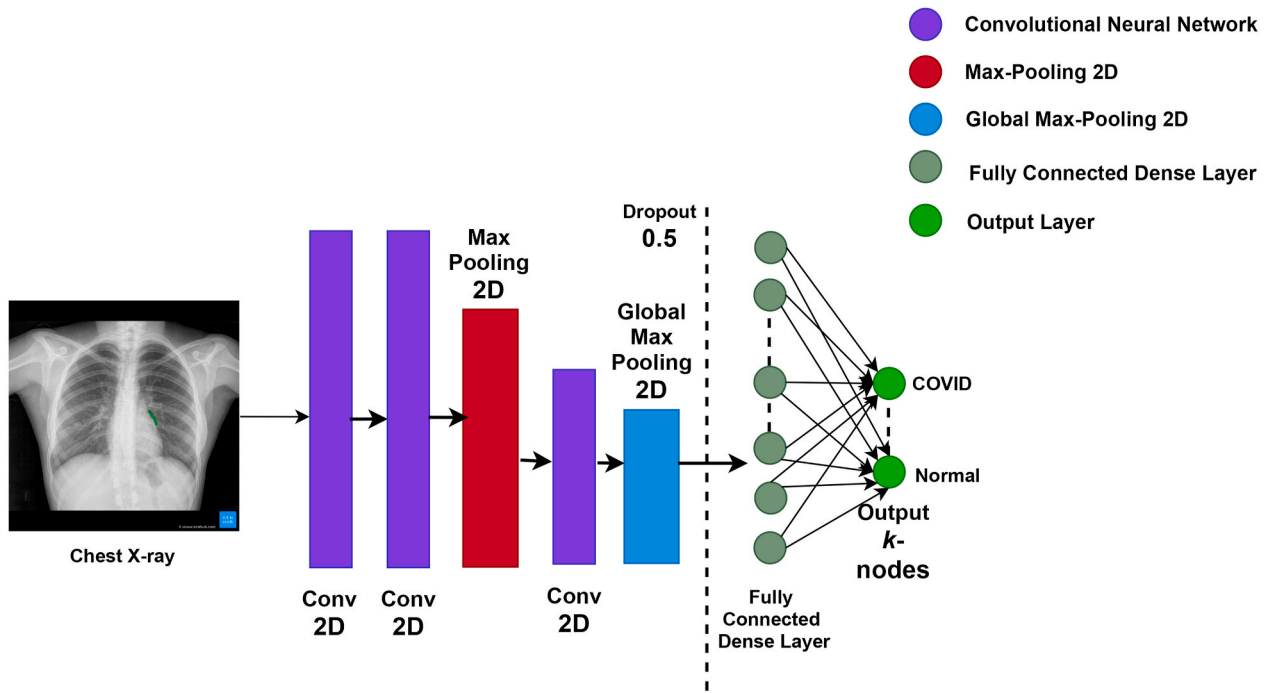 Convolutional Neural Network
Max-Pooling 2D
Global Max-Pooling 2D
Fully Connected Dense Layer
Output Layer
Dropout
0.5
Max
Pooling
2D
Global
Max
Pooling
2D
COVID
Normal
Output
k-
nodes
Chest X-ray
Conv
2D
Conv
2D
Conv
2D
Fully
Connected
Dense Layer